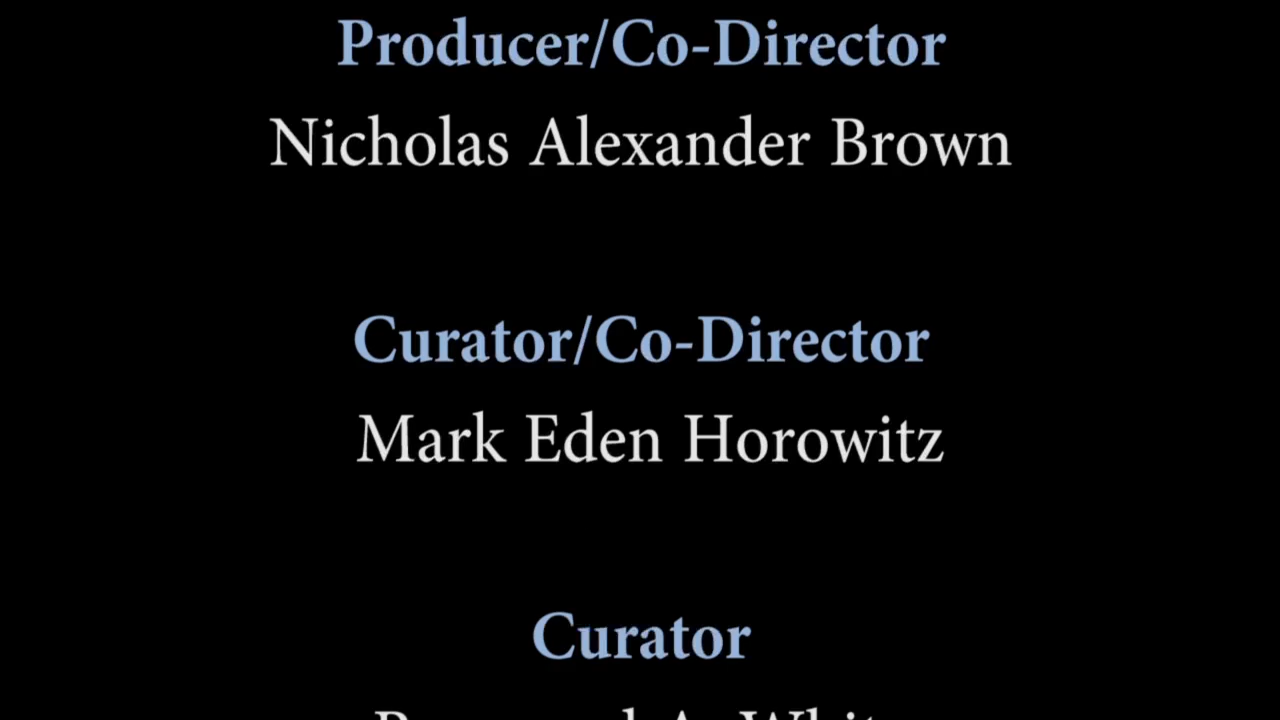 Producer/Co-Director
Nicholas Alexander Brown
Curator/Co-Director
Mark Eden Horowitz
Curator